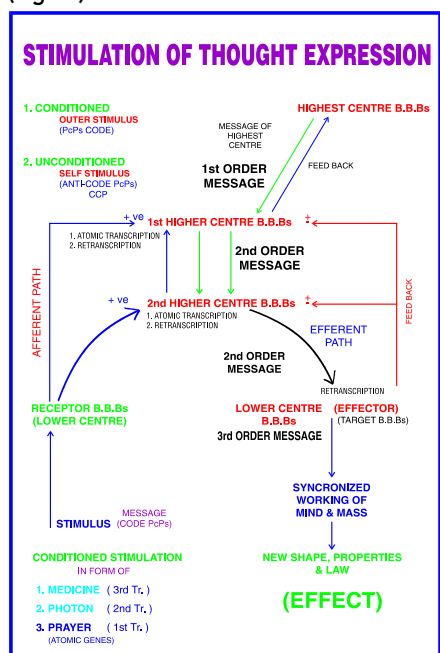 STIMULATION OF THOUGHT EXPRESSION
1. CONDITIONED
OUTER STIMULUS
(PcPs CODE)
HIGHEST CENTRE B.B.Bs
MESSAGE OF
HIGHEST
CENTRE
1st ORDER
MESSAGE
FEED BACK
2. UNCONDITIONED
SELF STIMULUS
(ANTI-CODE PcPs)
CCP
+ ve
1st HIGHER CENTRE B.B.Bs
±
1. ATOMIC TRANSCRIPTION
2. RETRANSCRIPTION
2nd ORDER
MESSAGE
AFFERENT PATH
+ ve
2nd HIGHER CENTRE B.B.Bs
±
1. ATOMIC TRANSCRIPTION
2. RETRANSCRIPTION
FEED BACK
EFFERENT
PATH
2nd ORDER
MESSAGE
RETRANSCRIPTION
RECEPTOR B.B.Bs
(LOWER CENTRE)
LOWER CENTRE (EFFECTOR)
B.B.Bs (TARGET B.B.Bs)
3rd ORDER MESSAGE
STIMULUS
MESSAGE
(CODE PcPs)
SYNCRONIZED
WORKING OF
MIND & MASS
CONDITIONED STIMULATION
IN FORM OF
1. MEDICINE ( 3rd Tr. )
2. PHOTON ( 2nd Tr. )
3. PRAYER ( 1st Tr. )
(ATOMIC GENES)
NEW SHAPE, PROPERTIES
& LAW
(EFFECT)